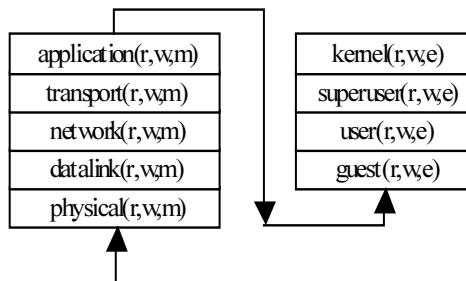 application(r,w,m)
transport(r,w,m)
network(r,w,m)
datalink(r,w,m)
physical(r,w,m)
kernel(r,w,e)
superuser(r,w,e)
user(r,w,e)
guest(r,w,e)